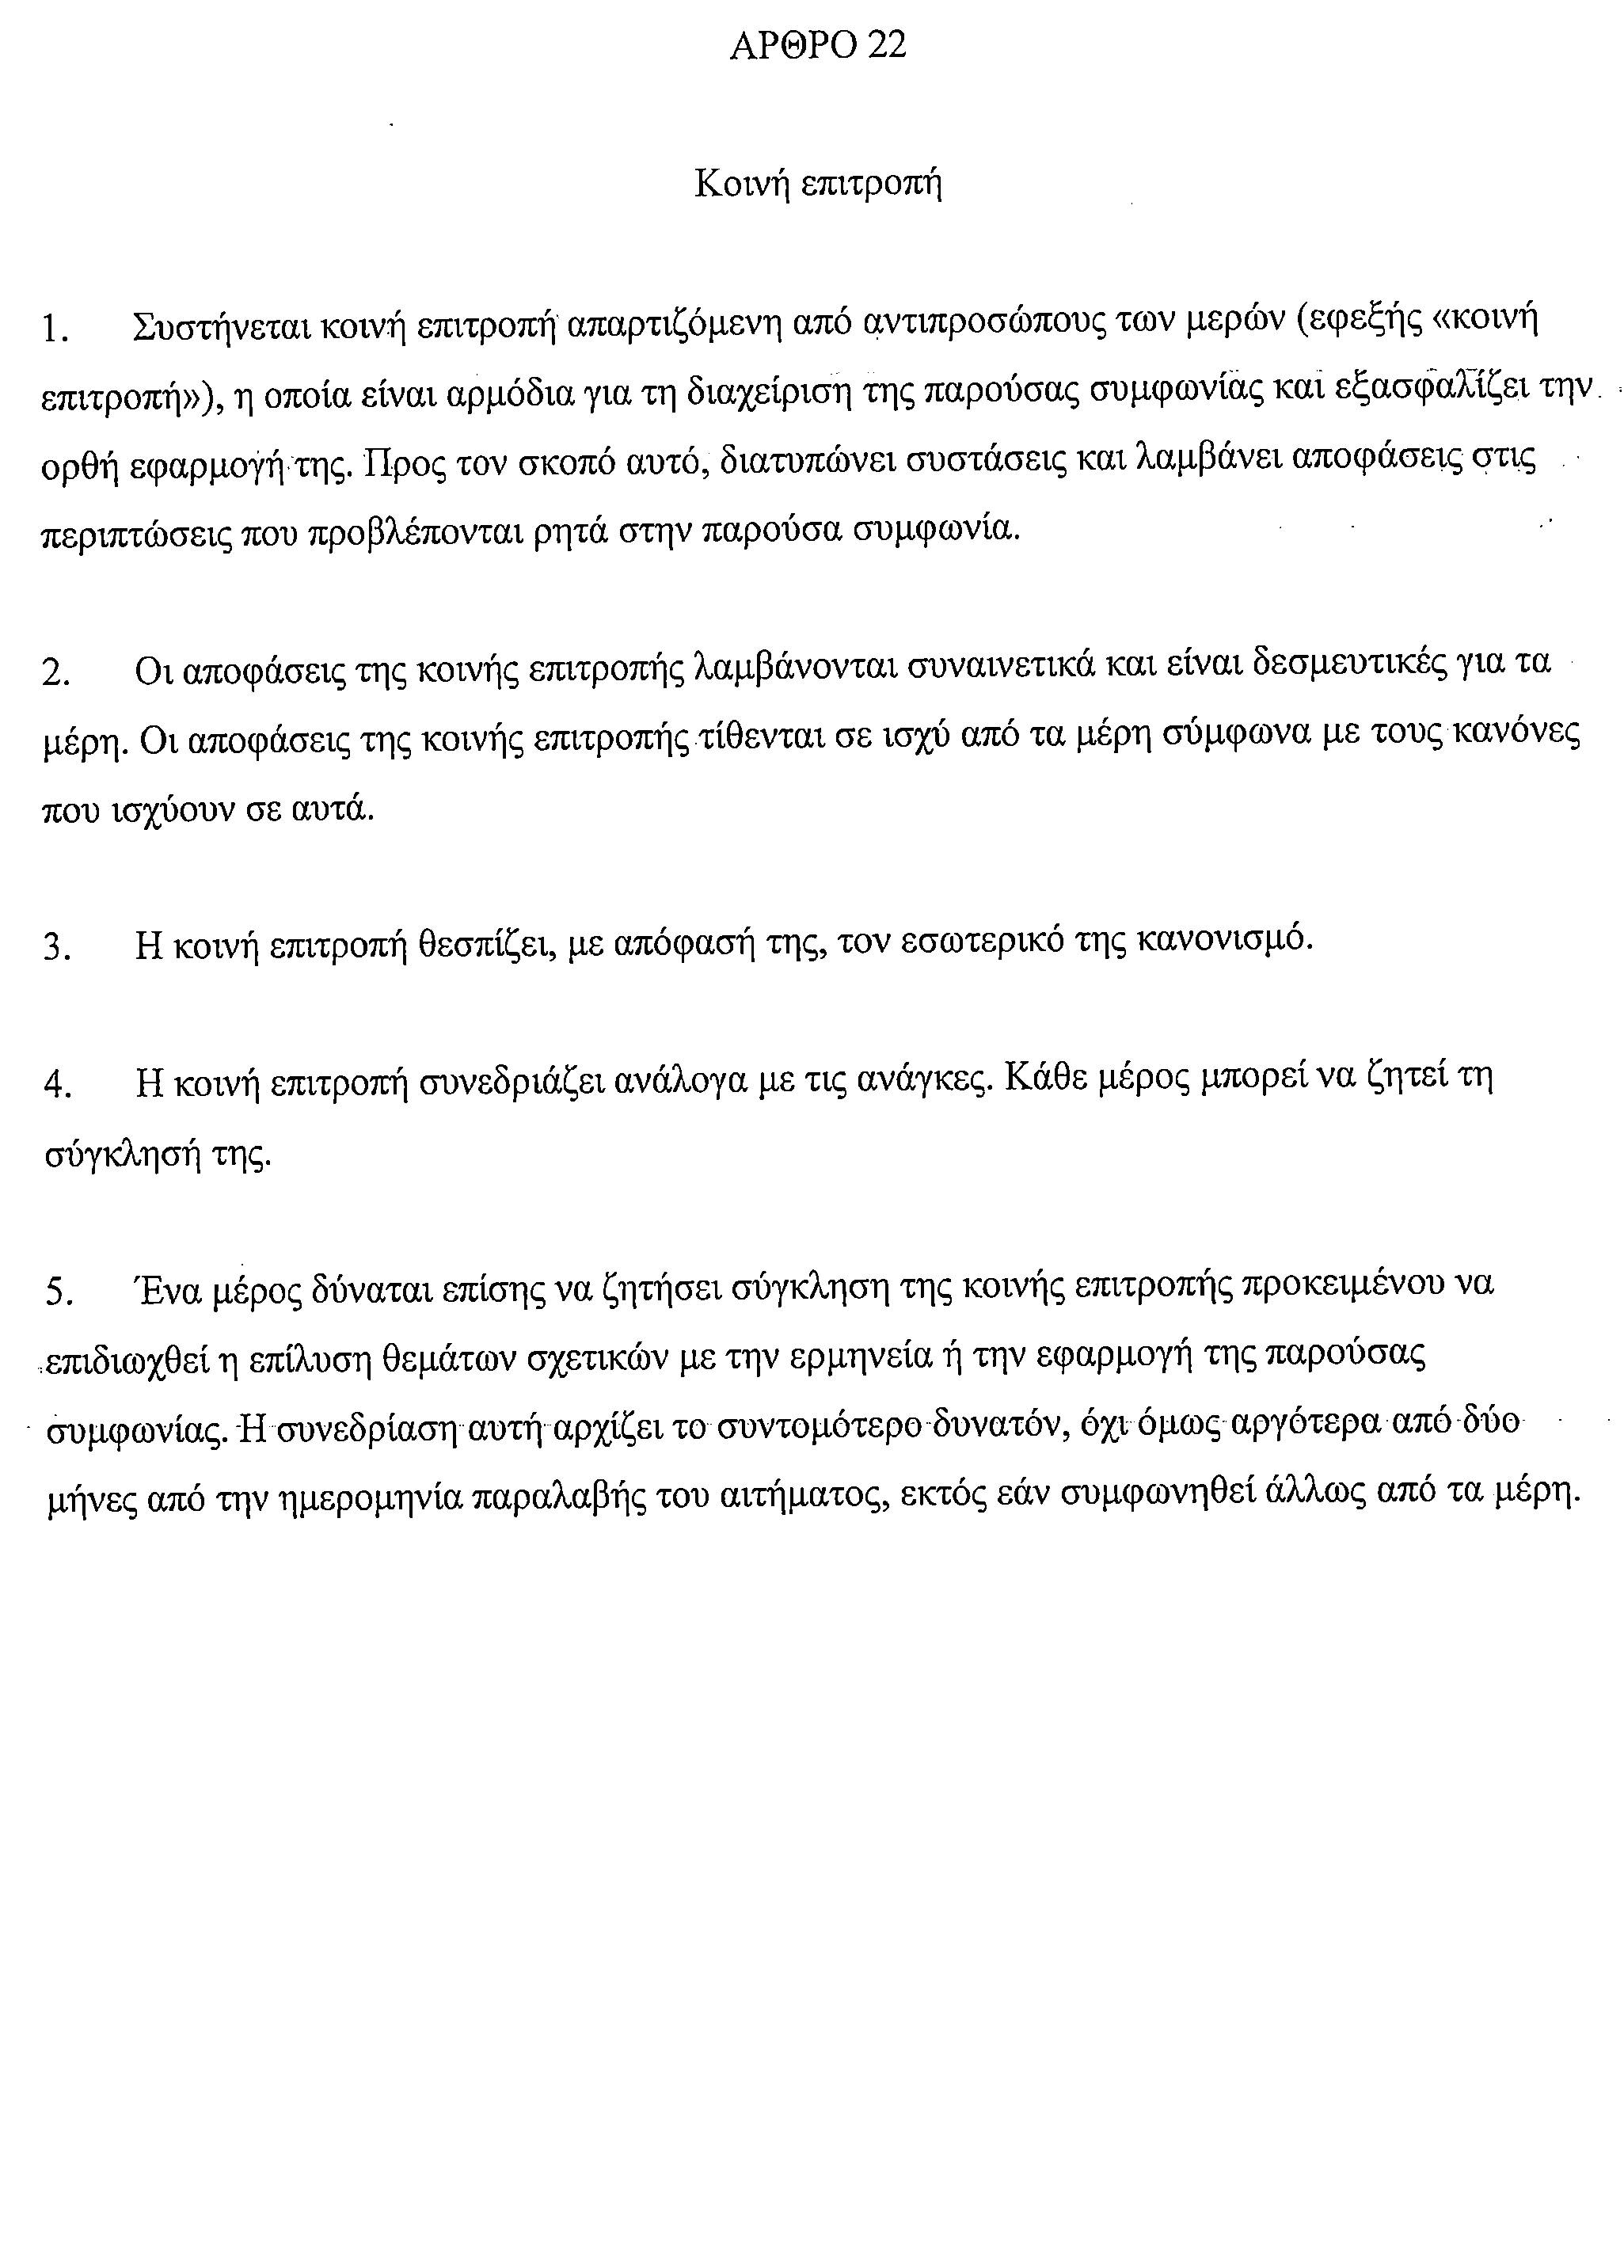 ΑΡΘΡΟ 22
Κοινή επιτροπή
1. Συστήνεται κοινή επιτροπή απαρτιζόμενη από αντιπροσώπους των μερών (εφεξής «κοινή
επιτροπή»), η οποία είναι αρμόδια για τη διαχείριση της παρούσας συμφωνίας και εξασφαλίζει την
ορθή εφαρμογή της. Προς τον σκοπό αυτό, διατυπώνει συστάσεις και λαμβάνει αποφάσεις στις
περιπτώσεις που προβλέπονται ρητά στην παρούσα συμφωνία.
2. Οι αποφάσεις της κοινής επιτροπής λαμβάνονται συναινετικά και είναι δεσμευτικές για τα
μέρη. Οι αποφάσεις της κοινής επιτροπής τίθενται σε ισχύ από τα μέρη σύμφωνα με τους κανόνες
που ισχύουν σε αυτά.
3. Η κοινή επιτροπή θεσπίζει, με απόφασή της, τον εσωτερικό της κανονισμό.
4. Η κοινή επιτροπή συνεδριάζει ανάλογα με τις ανάγκες. Κάθε μέρος μπορεί να ζητεί τη
σύγκλησή της.
5. Ένα μέρος δύναται επίσης να ζητήσει σύγκληση της κοινής επιτροπής προκειμένου να
επιδιωχθεί η επίλυση θεμάτων σχετικών με την ερμηνεία ή την εφαρμογή της παρούσας
συμφωνίας. Η συνεδρίαση αυτή αρχίζει το συντομότερο δυνατόν, όχι όμως αργότερα από δύο
μήνες από την ημερομηνία παραλαβής του αιτήματος, εκτός εάν συμφωνηθεί άλλως από τα μέρη.